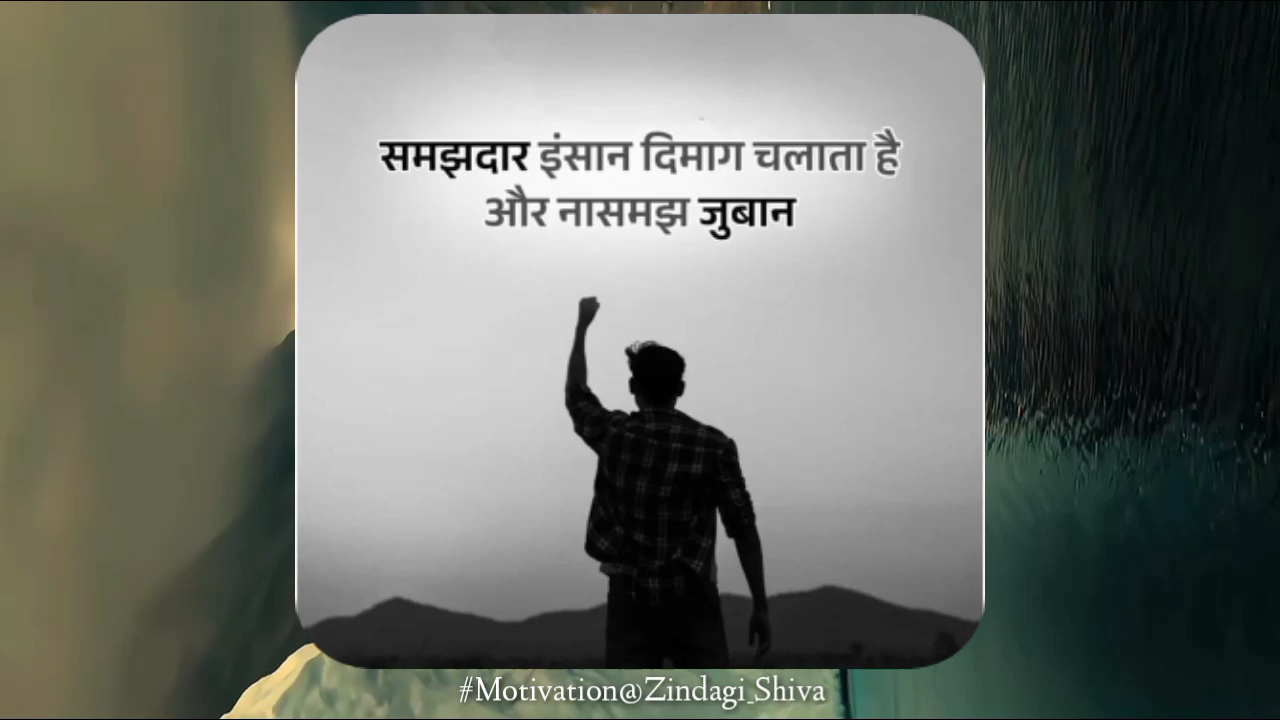 समझदार इंसान दिमाग चलाता है
और नासमझ जुबान
#Motivation@Zindagi_Shiva